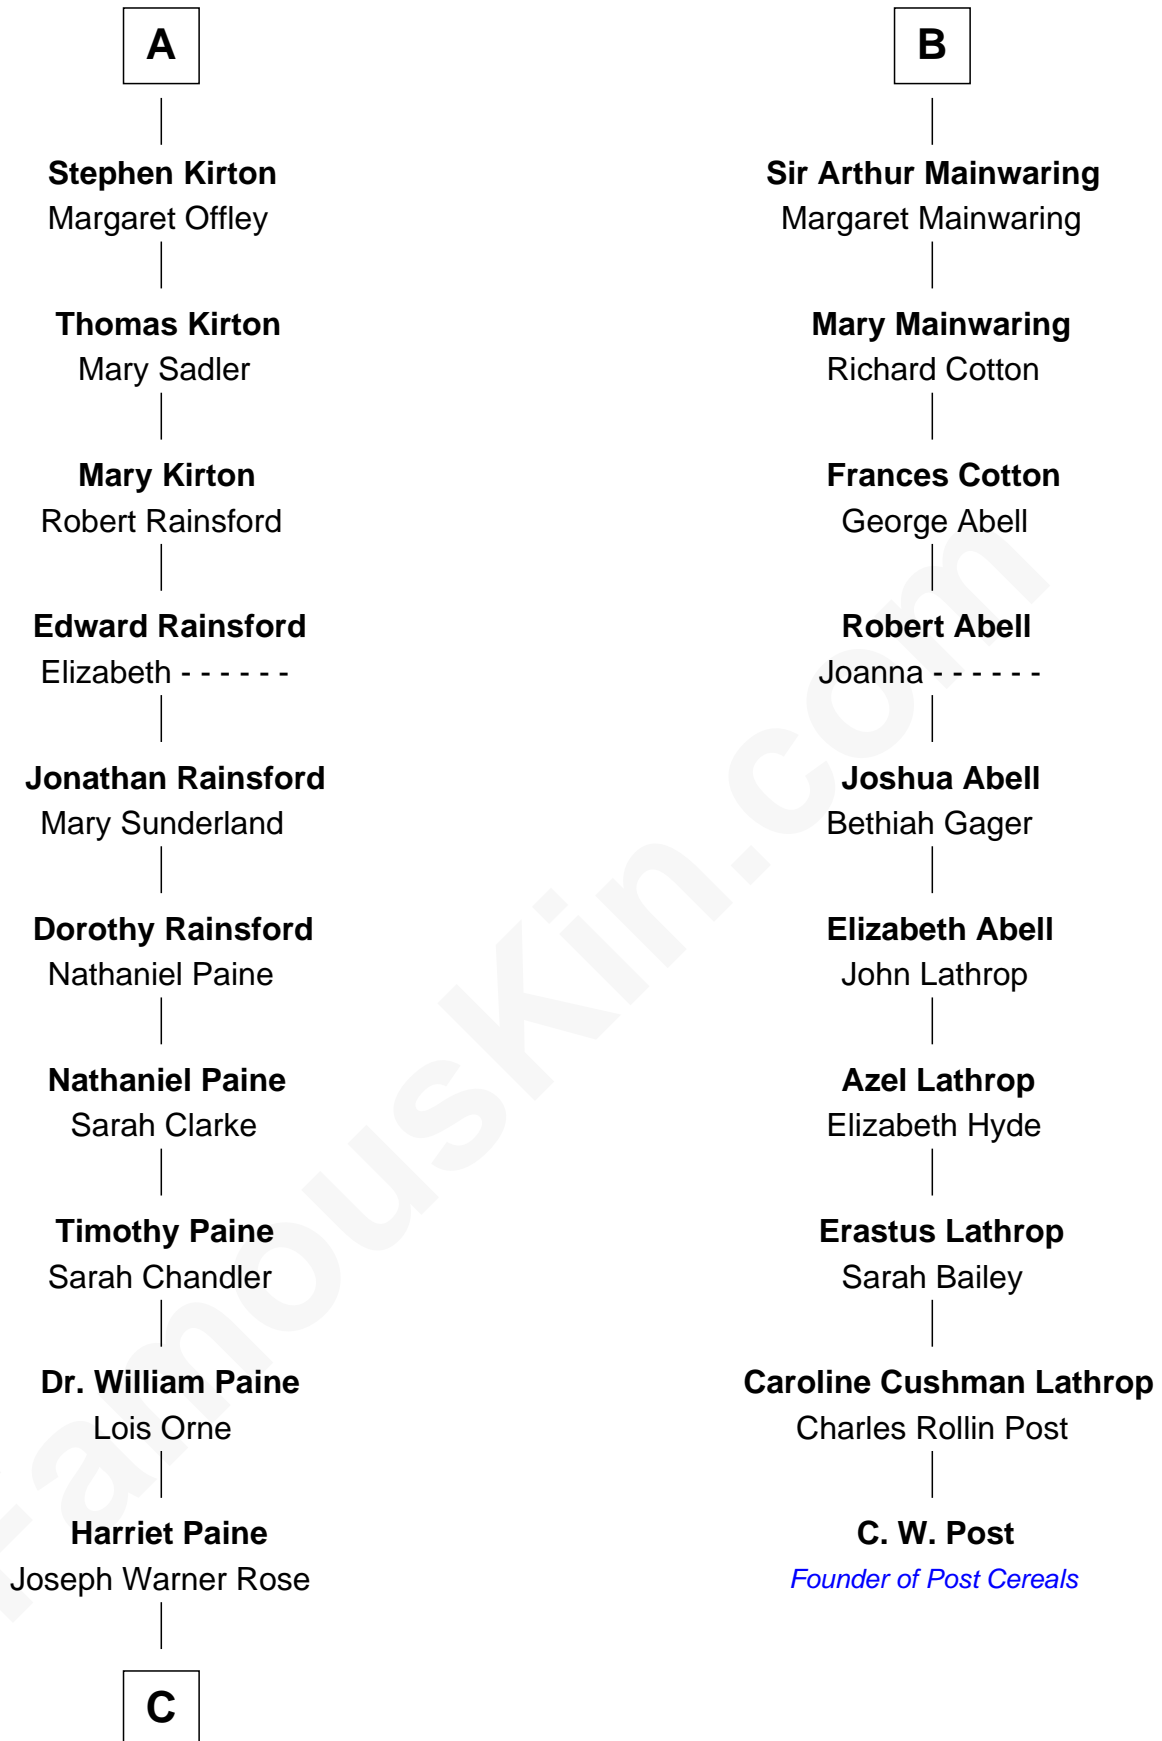 A
Stephen Kirton
Margaret Offley
Thomas Kirton
Mary Sadler
Mary Kirton
Robert Rainsford
Edward Rainsford
Elizabeth - - - - - -
Jonathan Rainsford
Mary Sunderland
Dorothy Rainsford
Nathaniel Paine
Nathaniel Paine
Sarah Clarke
Timothy Paine
Sarah Chandler
Dr. William Paine
Lois Orne
Harriet Paine
Joseph Warner Rose
C
B
Sir Arthur Mainwaring
Margaret Mainwaring
Mary Mainwaring
Richard Cotton
Frances Cotton
George Abell
Robert Abell
Joanna - - - - - -
Joshua Abell
Bethiah Gager
Elizabeth Abell
John Lathrop
Azel Lathrop
Elizabeth Hyde
Erastus Lathrop
Sarah Bailey
Caroline Cushman Lathrop
Charles Rollin Post
C. W. Post
Founder of Post Cereals
FamousKin.com